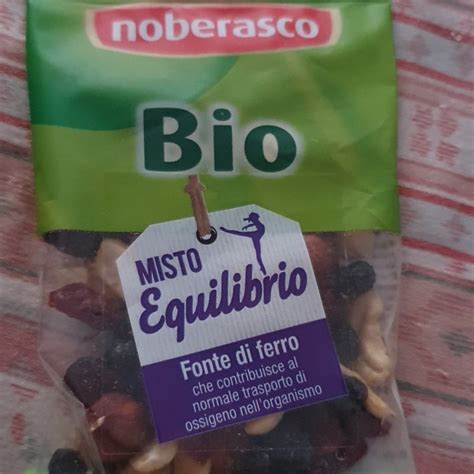 noberasco
Bio
MISTO
Equilibrio
Fonte di ferro
che contribuisce al
normale trasporto di
ossigeno nell'organismo